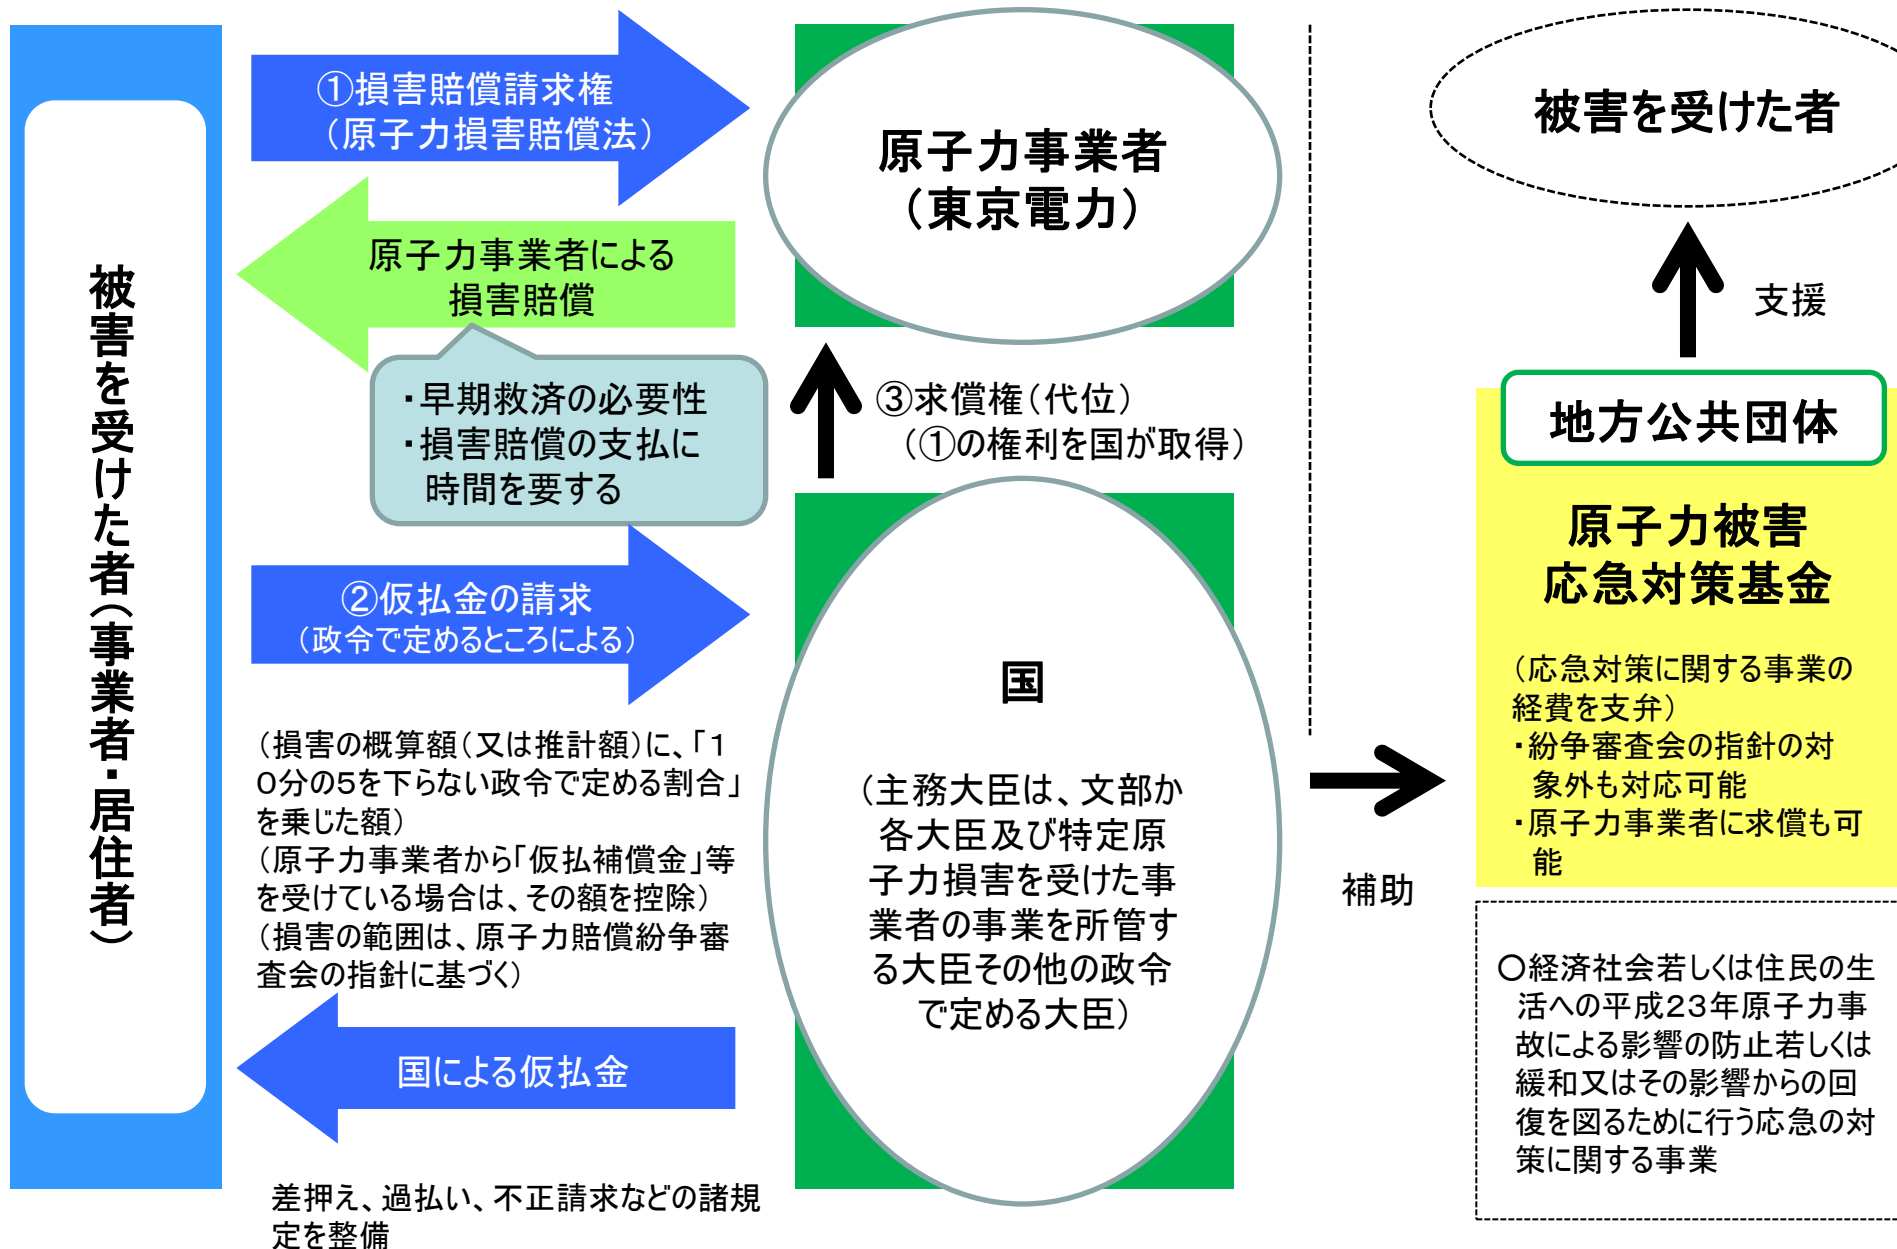 被害を受けた者（事業者・居住者）
①損害賠償請求権
（原子力損害賠償法）
原子力事業者による
損害賠償
・早期救済の必要性
・損害賠償の支払に
時間を要する
②仮払金の請求
（政令で定めるところによる）
（損害の概算額（又は推計額）に、「１
０分の５を下らない政令で定める割合」
を乗じた額）
（原子力事業者から「仮払補償金」等
を受けている場合は、その額を控除）
（損害の範囲は、原子力賠償紛争審
査会の指針に基づく）
国による仮払金
差押え、過払い、不正請求などの諸規
定を整備
原子力事業者
（東京電力）
③求償権（代位）
（①の権利を国が取得）
国
（主務大臣は、文部か
各大臣及び特定原
子力損害を受けた事
業者の事業を所管す
る大臣その他の政令
で定める大臣）
補助
被害を受けた者
支援
地方公共団体
原子力被害
応急対策基金
（応急対策に関する事業の
経費を支弁）
・紛争審査会の指針の対
象外も対応可能
・原子力事業者に求償も可
能
○経済社会若しくは住民の生
活への平成２３年原子力事
故による影響の防止若しくは
緩和又はその影響からの回
復を図るために行う応急の対
策に関する事業